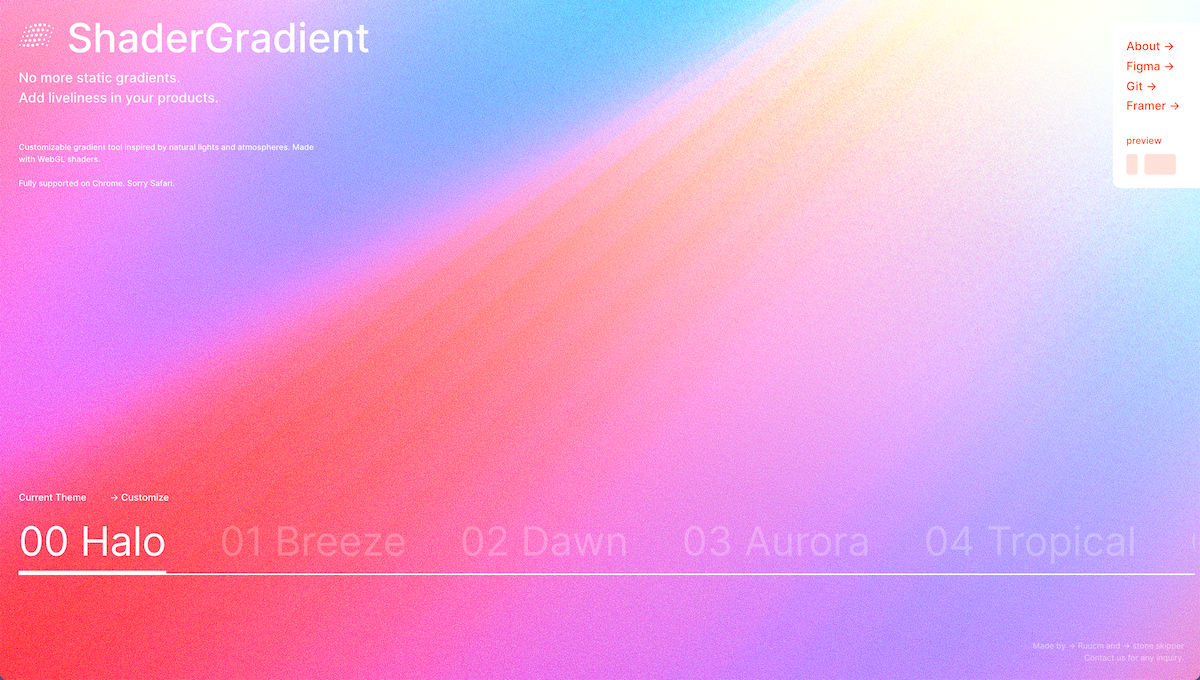 ShaderGradient
No more static gradients.
Add liveliness in your products.
Customizable gradient tool inspired by natural lights and atmospheres. Made
with WebGL shaders.
Fully supported on Chrome. Sorry Safari.
About →
Figma →
Git →
Framer →
preview
Current Theme → Customize
00 Halo 01 Breeze 02 Dawn 03 Aurora 04 Tropical
Made by → Ruucm and → stone.skipper
Contact us for any inquiry.